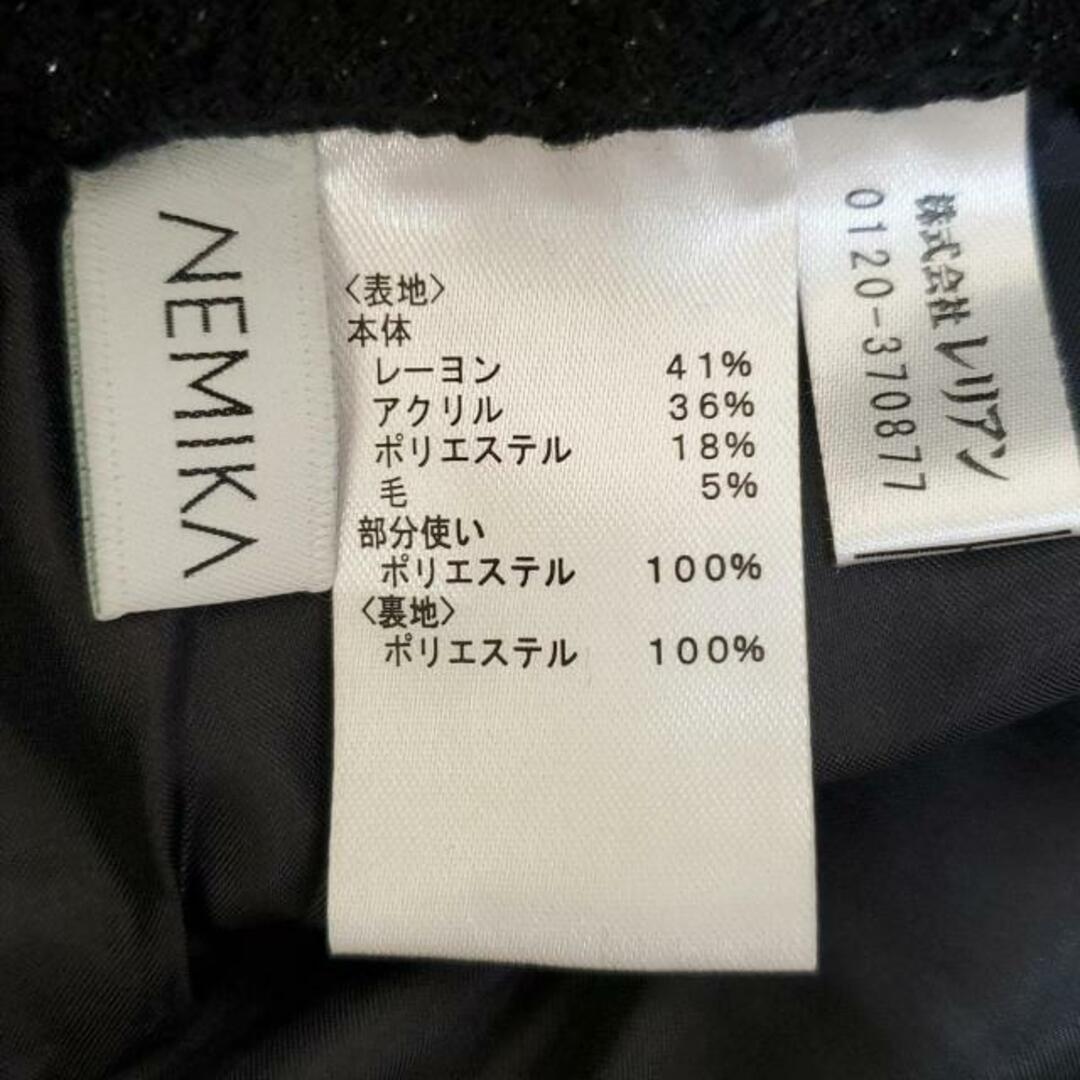 NEMIKA
〈表地〉
本体
レーヨン 41%
アクリル 36%
ポリエステル 18%
毛 5%
部分使い
ポリエステル 100%
〈裏地〉
ポリエステル 100%
株式会社 レリアン
0120-370877